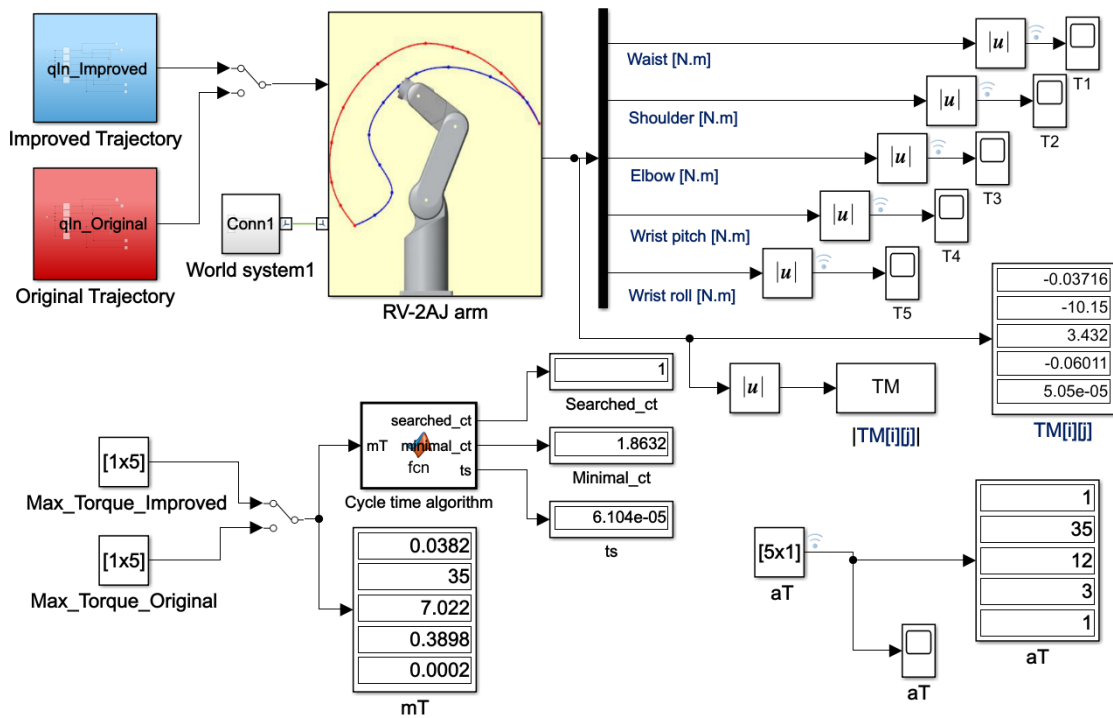 qIn_Improved
Improved Trajectory
qIn_Original
Original Trajectory
Conn1
World system1
RV-2AJ arm
Waist [N.m]
|u|
T1
Shoulder [N.m]
|u|
T2
Elbow [N.m]
|u|
T3
Wrist pitch [N.m]
|u|
T4
Wrist roll [N.m]
|u|
T5
-0.03716
-10.15
3.432
-0.06011
5.05e-05
TM[i][j]
|u|
TM
|TM[i][j]|
[1x5]
Max_Torque_Improved
[1x5]
Max_Torque_Original
mT
searched_ct
minimal_ct
ts
fcn
Cycle time algorithm
1
Searched_ct
1.8632
Minimal_ct
6.104e-05
ts
0.0382
35
7.022
0.3898
0.0002
mT
[5x1]
aT
1
35
12
3
1
aT
aT